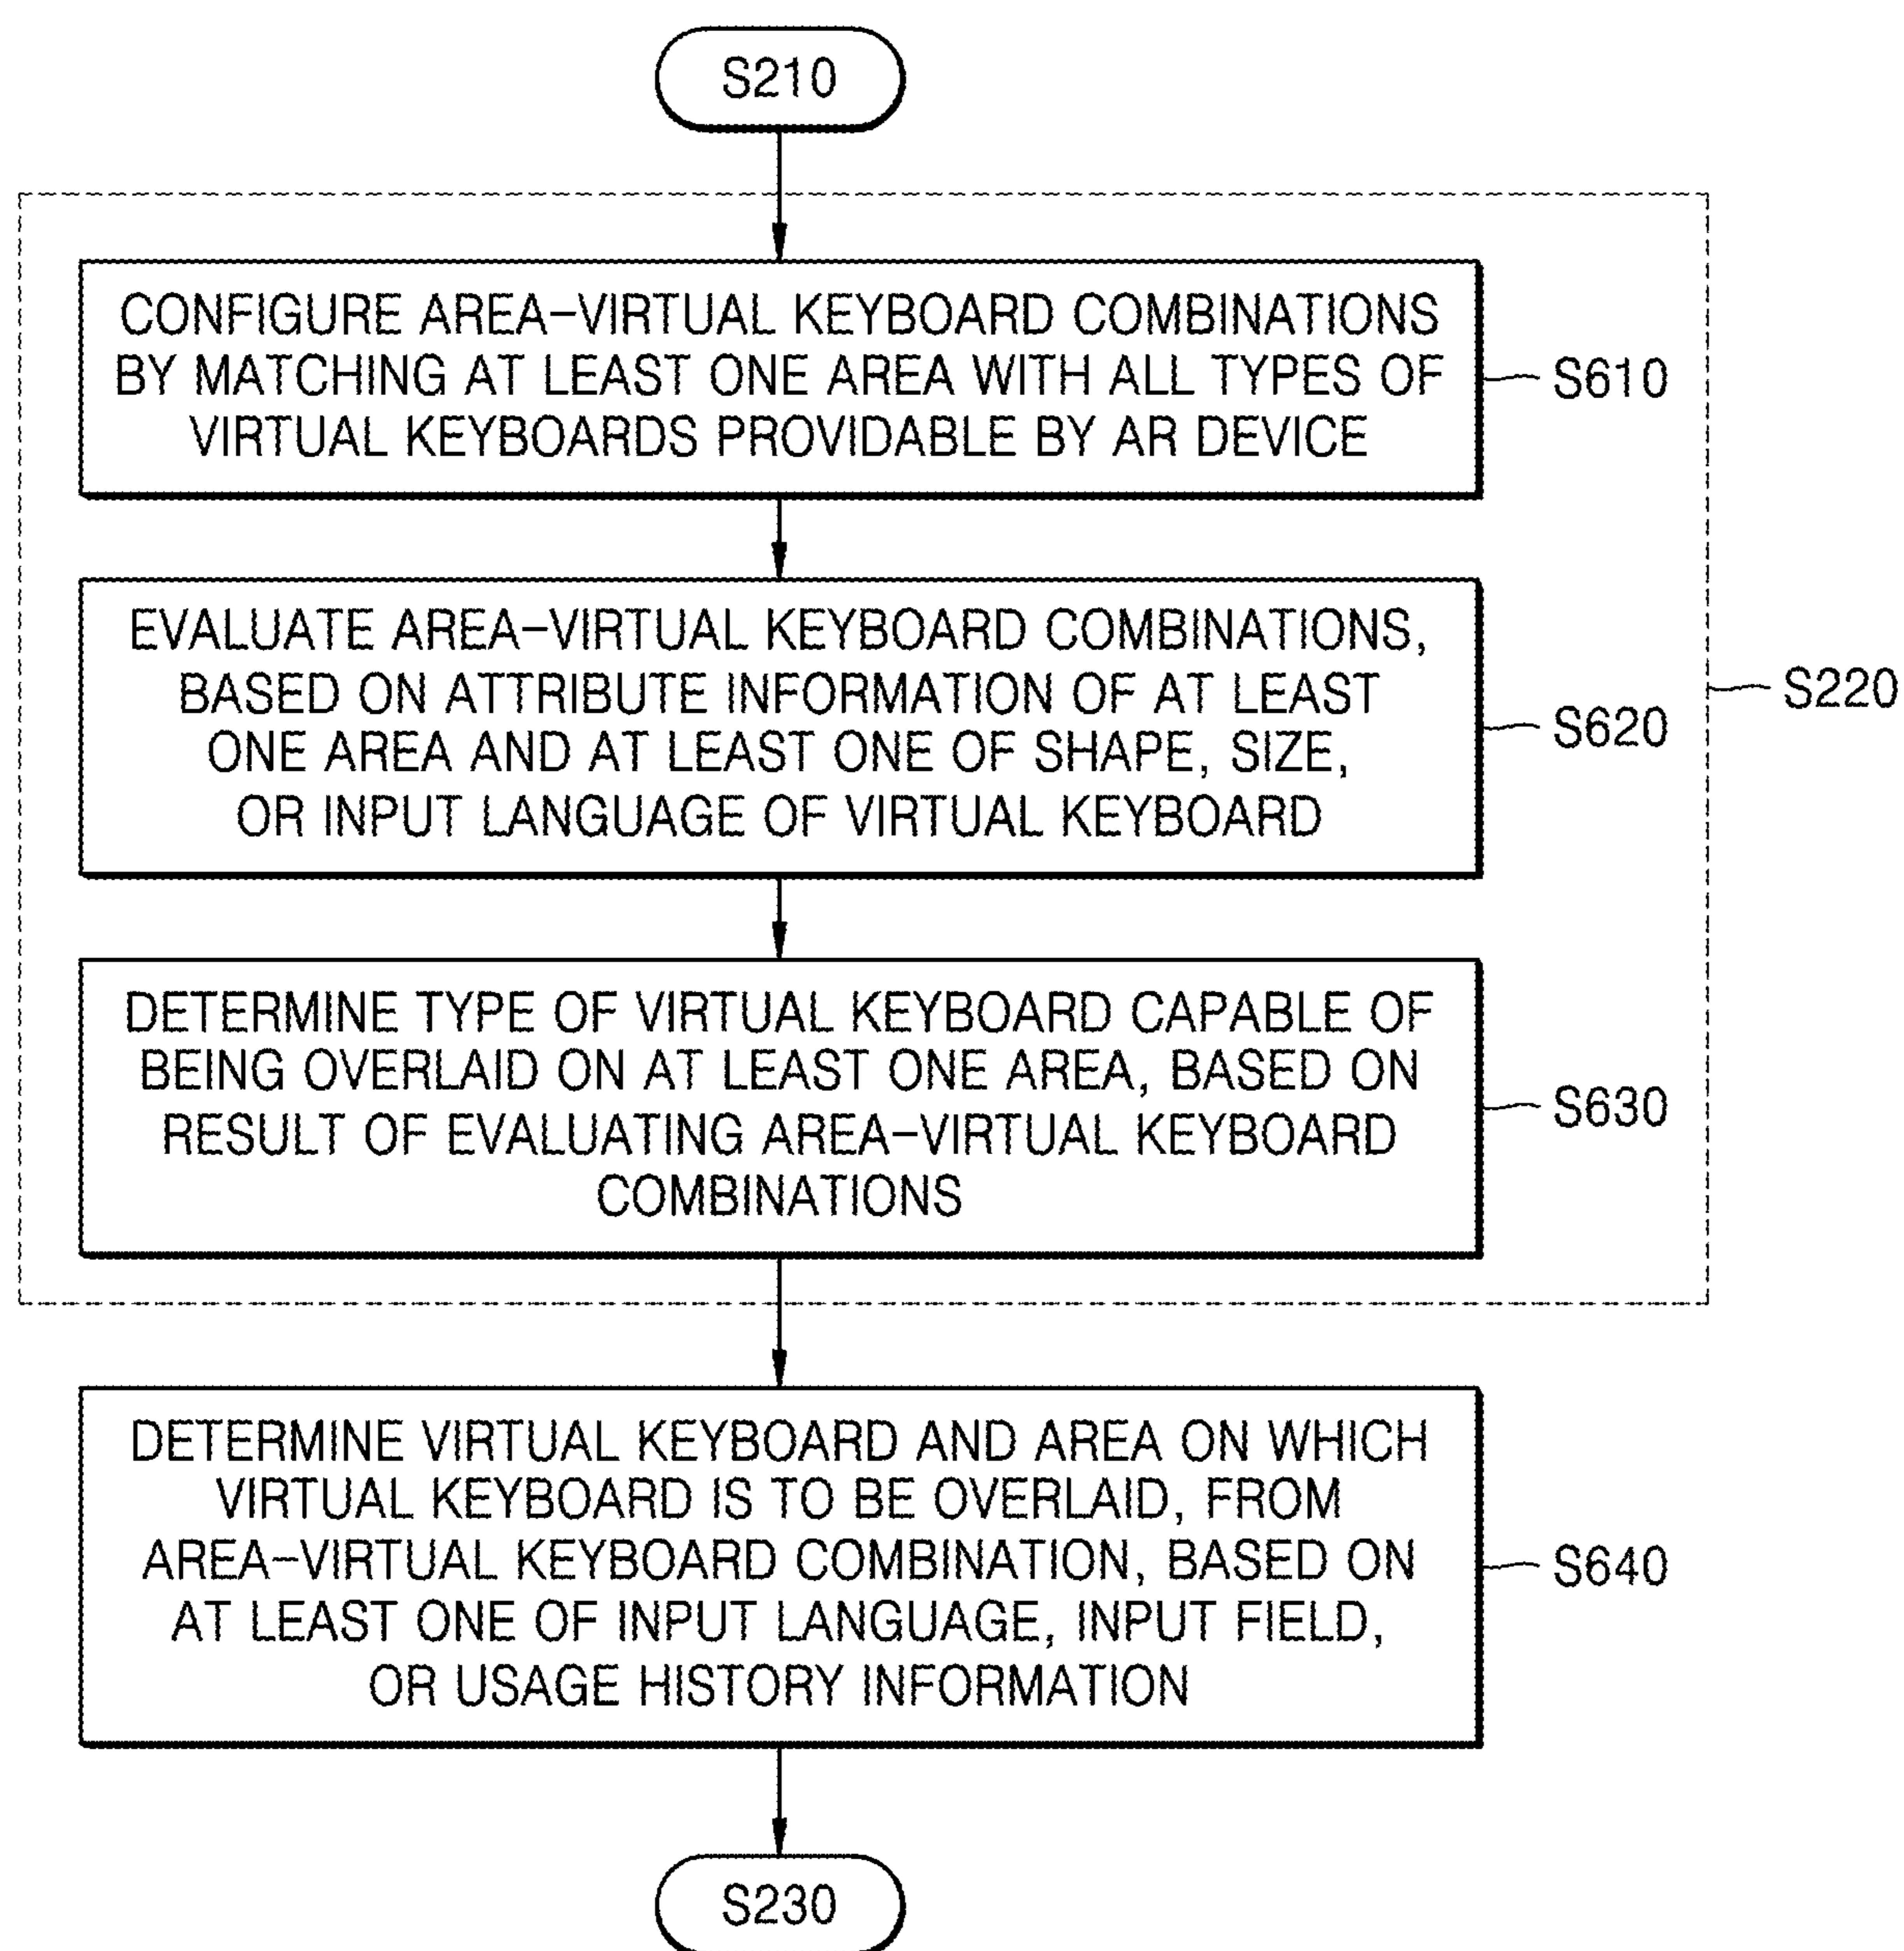 S210
CONFIGURE AREA-VIRTUAL KEYBOARD COMBINATIONS
BY MATCHING AT LEAST ONE AREA WITH ALL TYPES OF
VIRTUAL KEYBOARDS PROVIDABLE BY AR DEVICE
S610
EVALUATE AREA-VIRTUAL KEYBOARD COMBINATIONS,
BASED ON ATTRIBUTE INFORMATION OF AT LEAST
ONE AREA AND AT LEAST ONE OF SHAPE, SIZE,
OR INPUT LANGUAGE OF VIRTUAL KEYBOARD
S620
S220
DETERMINE TYPE OF VIRTUAL KEYBOARD CAPABLE OF
BEING OVERLAID ON AT LEAST ONE AREA, BASED ON
RESULT OF EVALUATING AREA-VIRTUAL KEYBOARD
COMBINATIONS
S630
DETERMINE VIRTUAL KEYBOARD AND AREA ON WHICH
VIRTUAL KEYBOARD IS TO BE OVERLAID, FROM
AREA-VIRTUAL KEYBOARD COMBINATION, BASED ON
AT LEAST ONE OF INPUT LANGUAGE, INPUT FIELD,
OR USAGE HISTORY INFORMATION
S640
S230